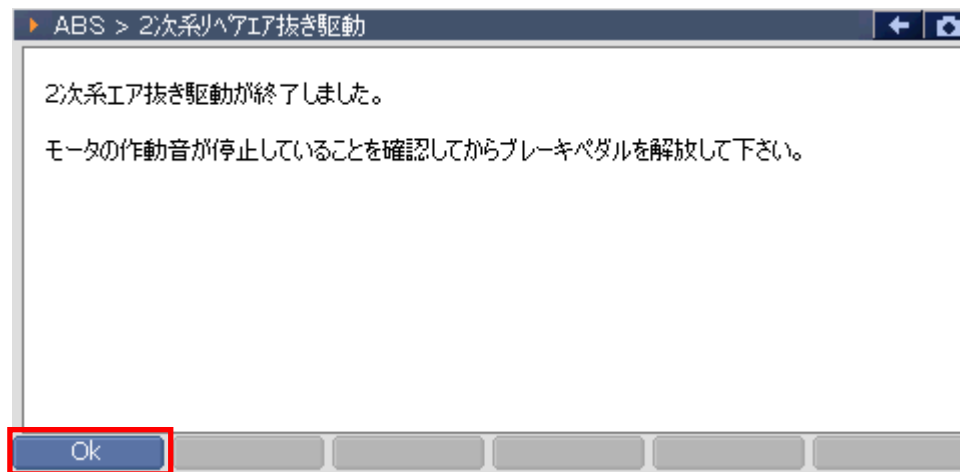 ABS > 2次系リペアエア抜き駆動
2次系エア抜き駆動が終了しました。
モータの作動音が停止していることを確認してからブレーキペダルを解放して下さい。
Ok